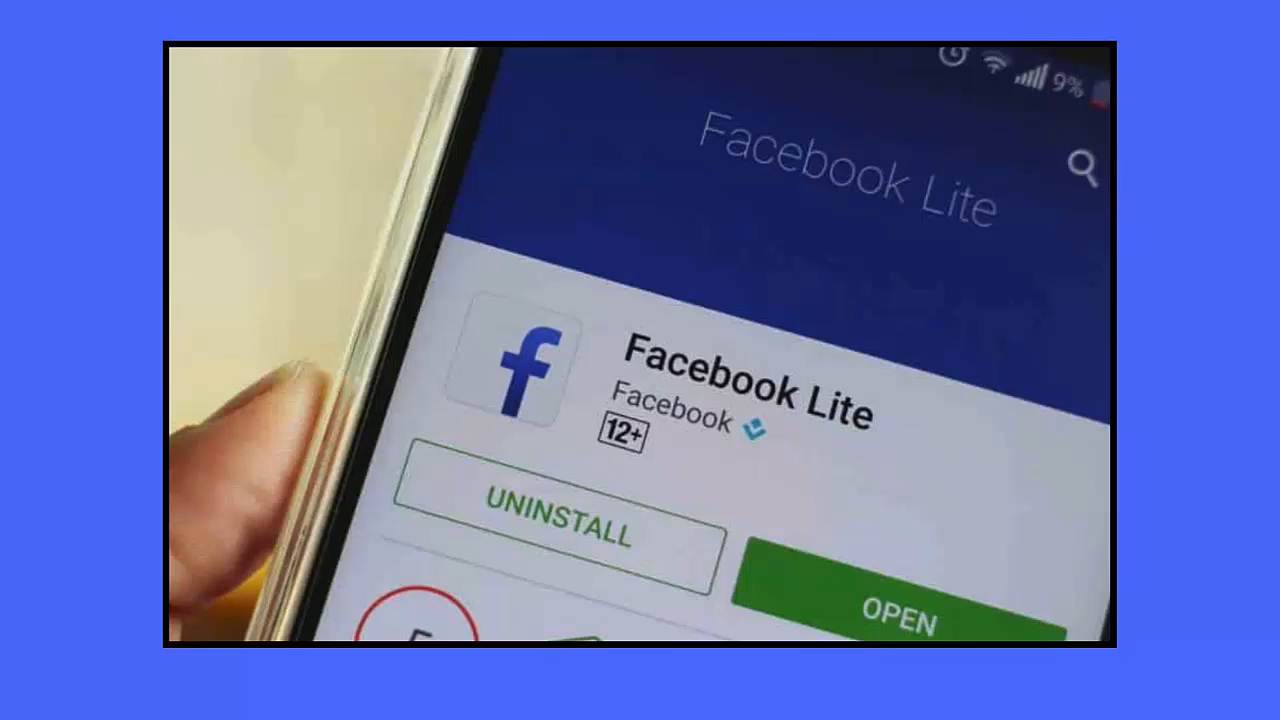 9%
Facebook Lite
f
Facebook Lite
Facebook
12+
UNINSTALL
OPEN